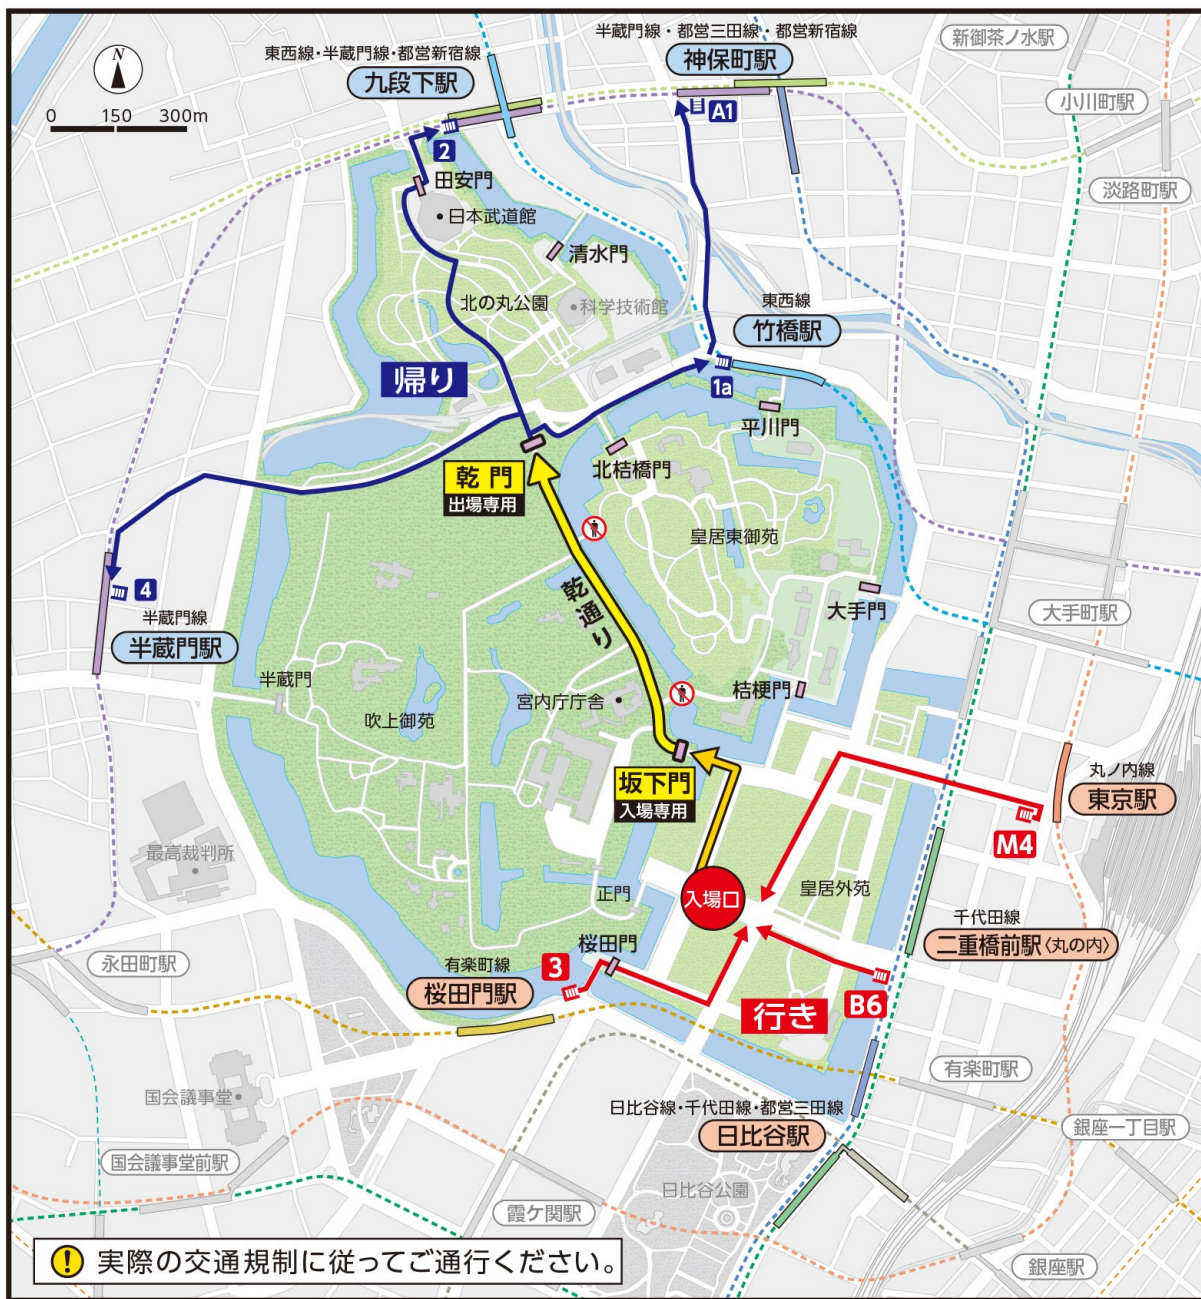 N
0 150 300m
東西線・半蔵門線・都営新宿線
九段下駅
半蔵門線・都営三田線・都営新宿線
神保町駅
新御茶ノ水駅
小川町駅
淡路町駅
A1
2
田安門
日本武道館
清水門
北の丸公園
科学技術館
東西線
竹橋駅
帰り
1a
平川門
北桔橋門
乾門
出場専用
皇居東御苑
乾通り
4
半蔵門線
半蔵門駅
大手門
大手町駅
半蔵門
吹上御苑
宮内庁庁舎
桔梗門
坂下門
入場専用
丸ノ内線
東京駅
M4
最高裁判所
入場口
皇居外苑
正門
千代田線
二重橋前駅〈丸の内〉
桜田門
永田町駅
有楽町線
桜田門駅
3
行き
B6
有楽町駅
国会議事堂
日比谷線・千代田線・都営三田線
日比谷駅
銀座一丁目駅
国会議事堂前駅
日比谷公園
霞ケ関駅
銀座駅
! 実際の交通規制に従ってご通行ください。